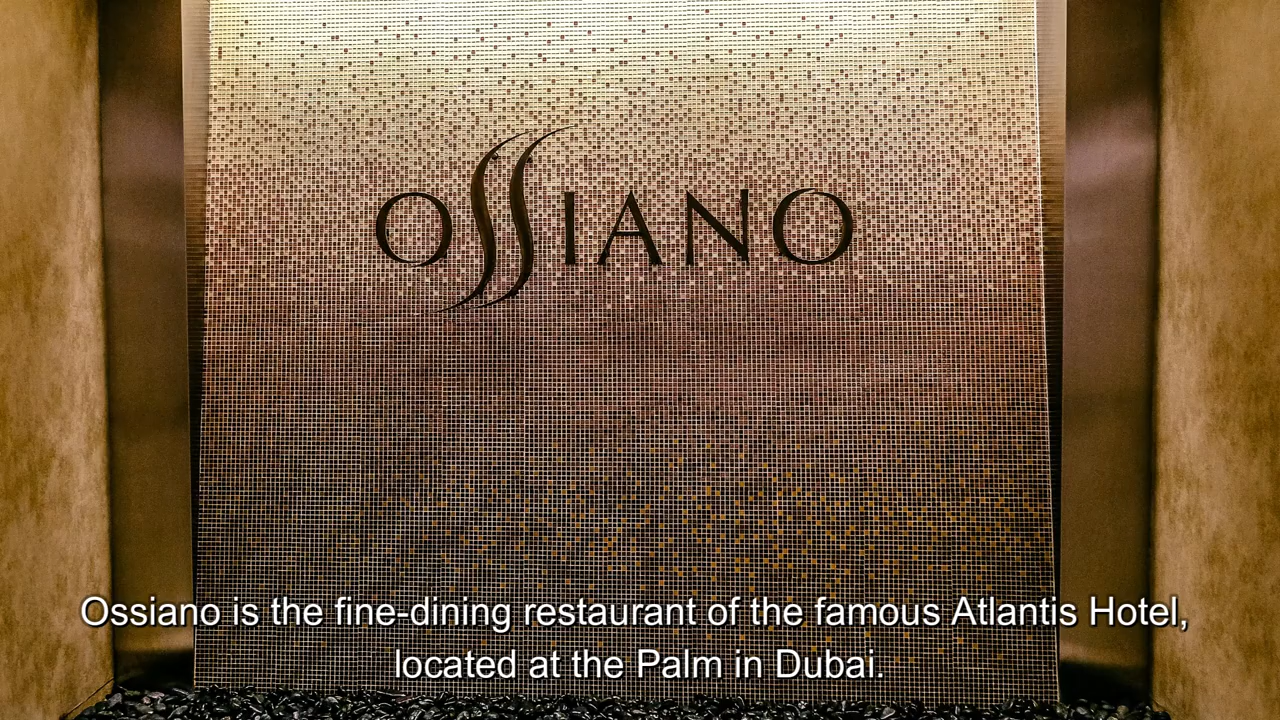 OSSIANO
Ossiano is the fine-dining restaurant of the famous Atlantis Hotel,
located at the Palm in Dubai.